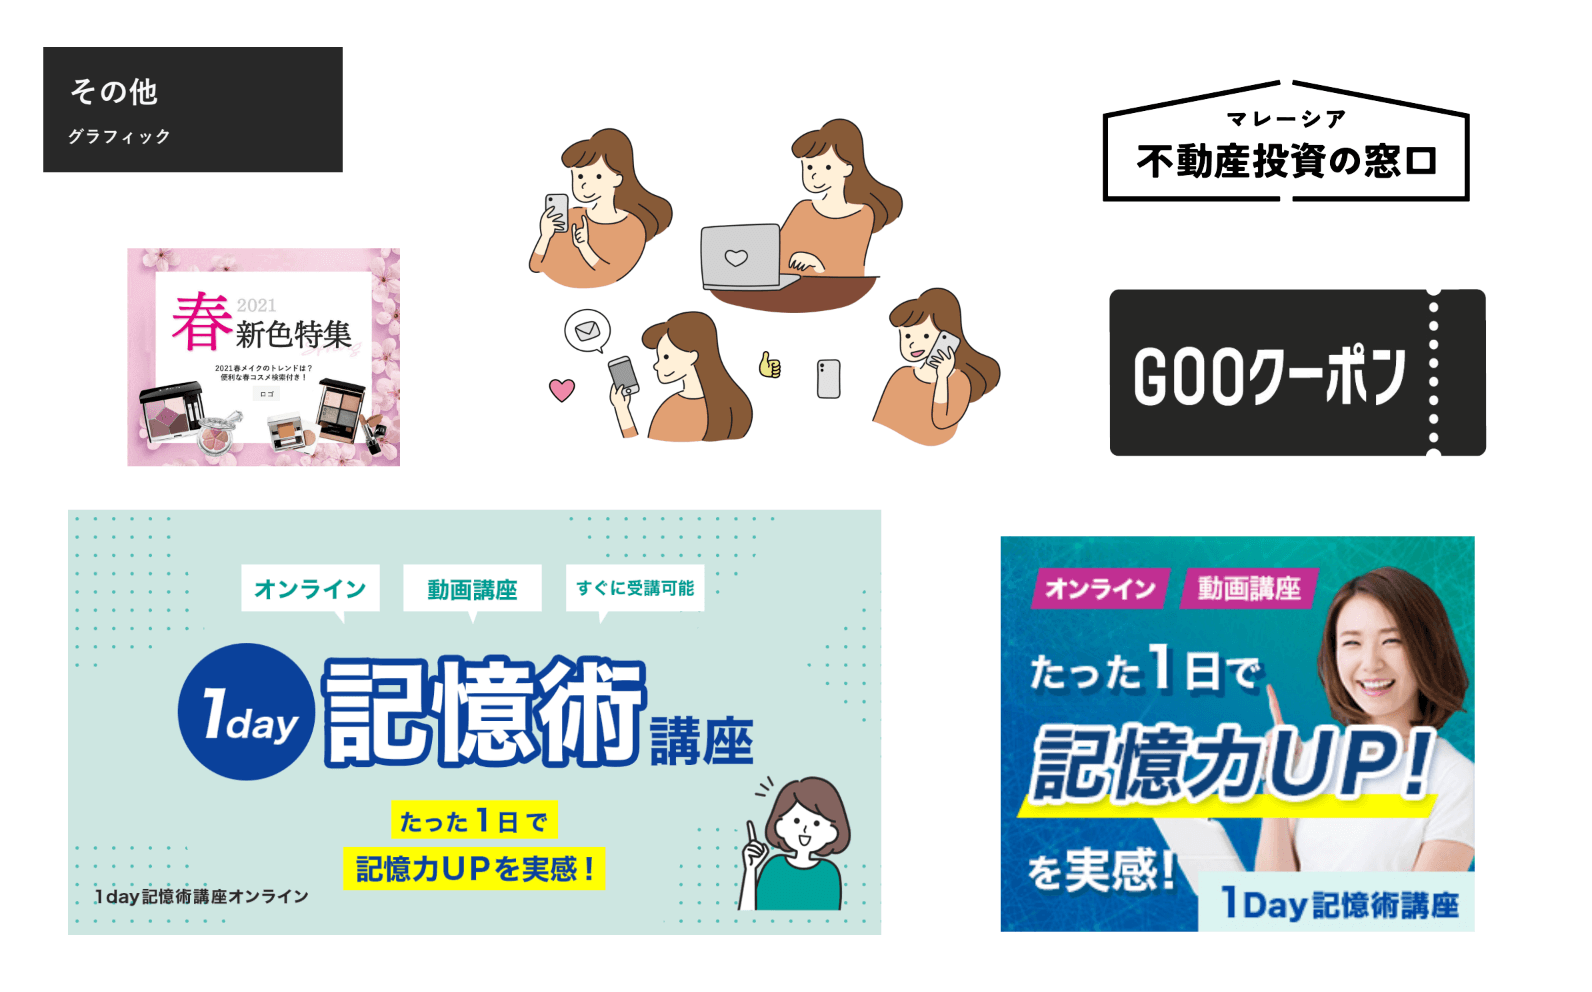 その他
グラフィック
マレーシア
不動産投資の窓口
2021
春新色特集
2021春メイクのトレンドは？
便利な春コスメ検索付き！
ロゴ
GOOクーポン
オンライン
動画講座
すぐに受講可能
1day
記憶術講座
たった1日で
記憶力UPを実感！
1day記憶術講座オンライン
オンライン
動画講座
たった1日で
記憶力UP!
を実感!
1Day記憶術講座